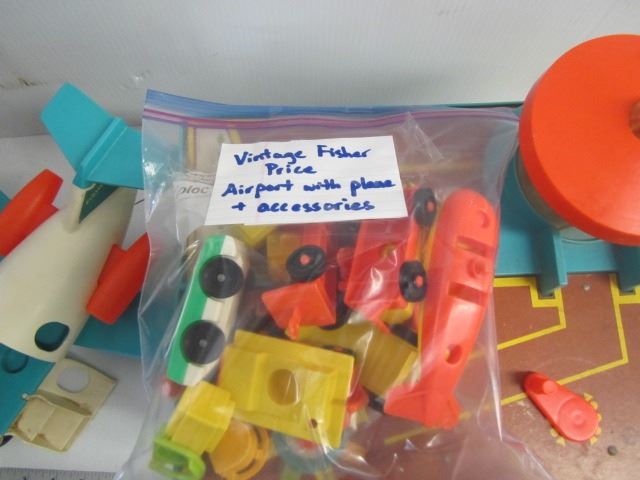 Vintage Fisher
Price
Airport with plane
+ accessories